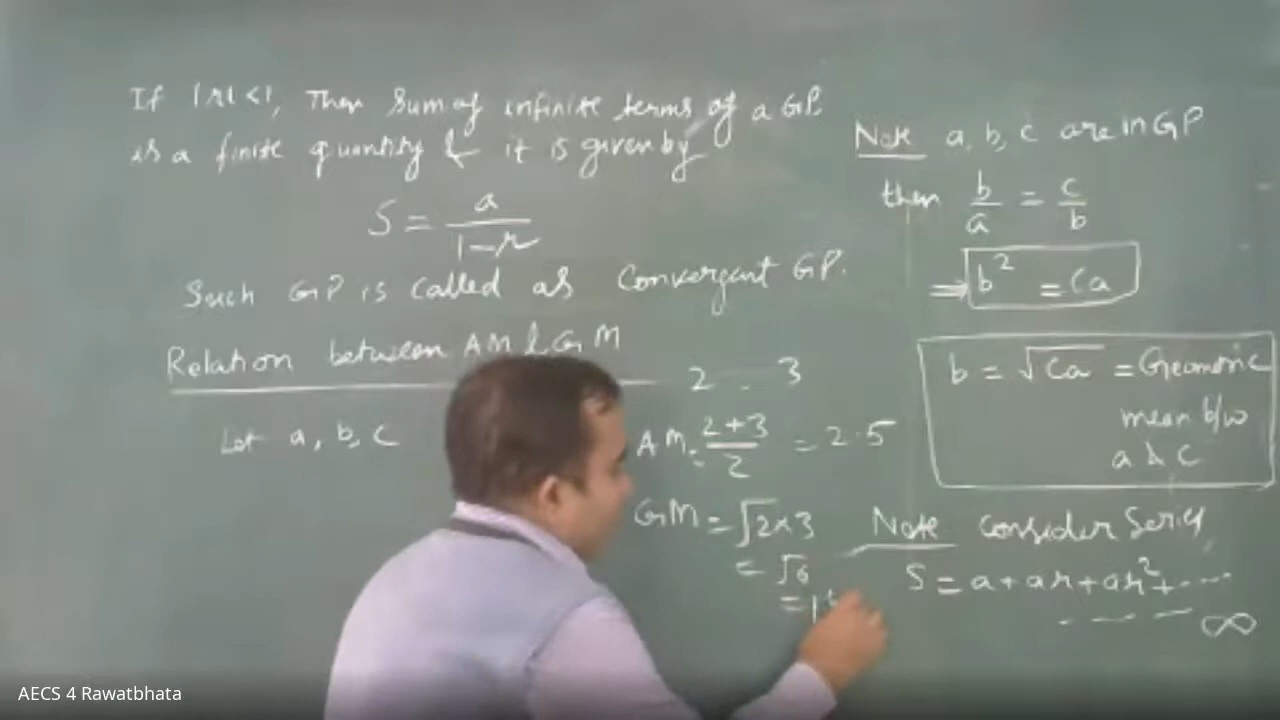 If |r| < 1, Then Sum of infinite terms of a GP
is a finite quantity & it is given by
S = a/(1-r)
Such GP is called as Convergent GP.
Relation between AM & GM
Let a, b, c
2 3
AM = (2+3)/2 = 2.5
GM = √2×3
= √6
Note a, b, c are in GP
then b/a = c/b
⇒ b² = ca
b = √ca = Geometric
mean b/w
a & c
Note Consider Series,
S = a + ar + ar² + ....
- - - - ∞
AECS 4 Rawatbhata